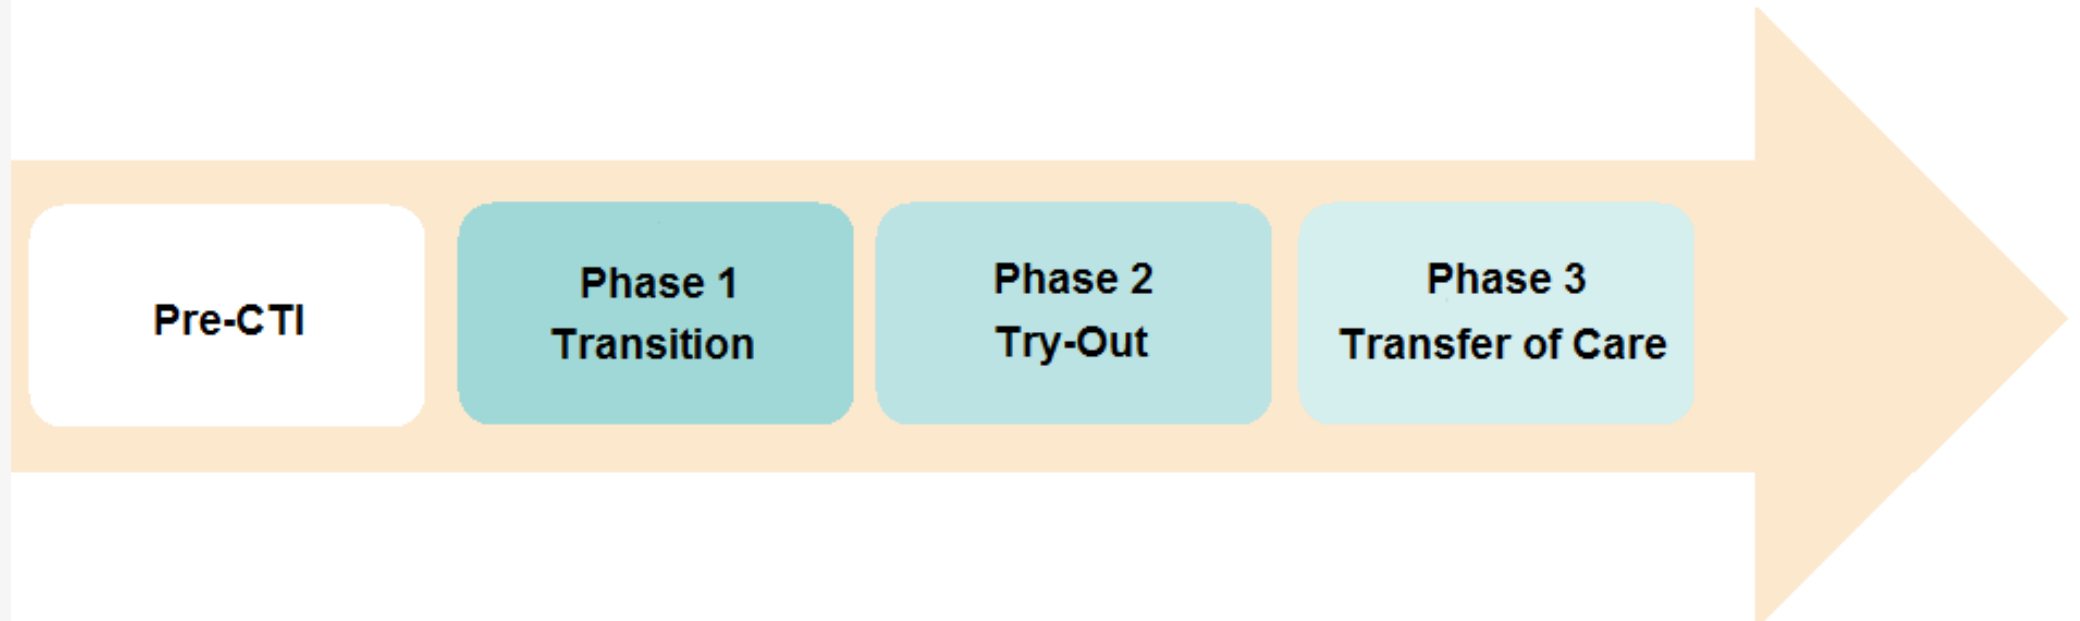 Pre-CTI
Phase 1
Transition
Phase 2
Try-Out
Phase 3
Transfer of Care